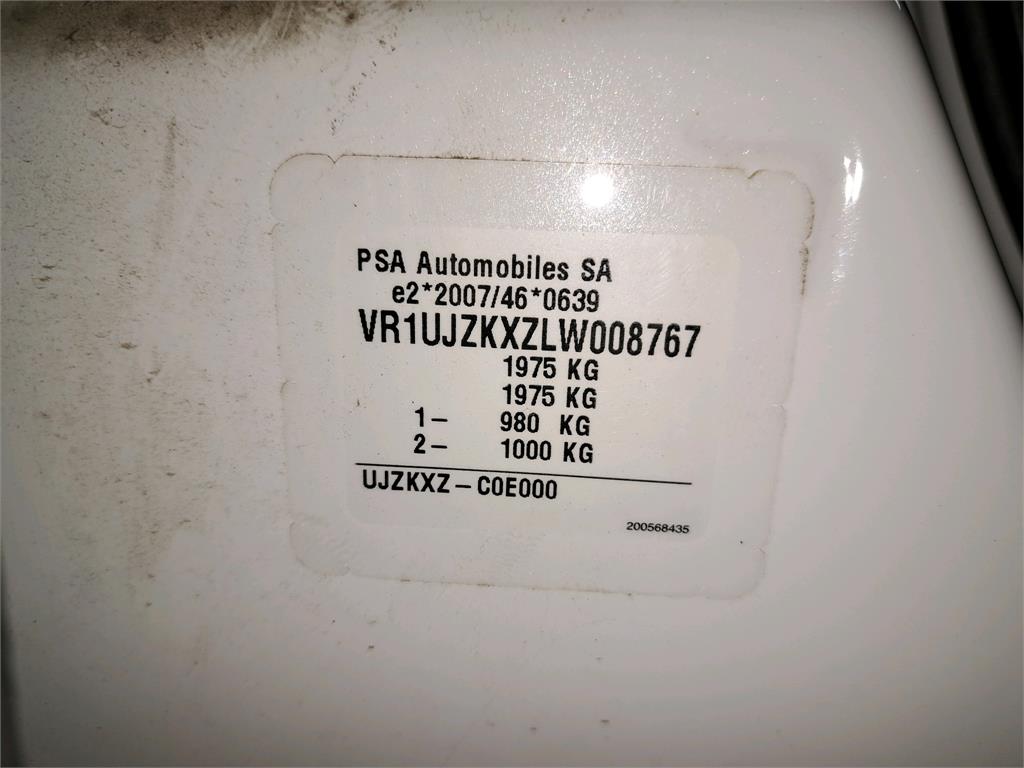 PSA Automobiles SA
e2*2007/46*0639
VR1UJZKXZLW008767
1975 KG
1975 KG
1- 980 KG
2- 1000 KG
UJZKXZ-C0E000
200568435